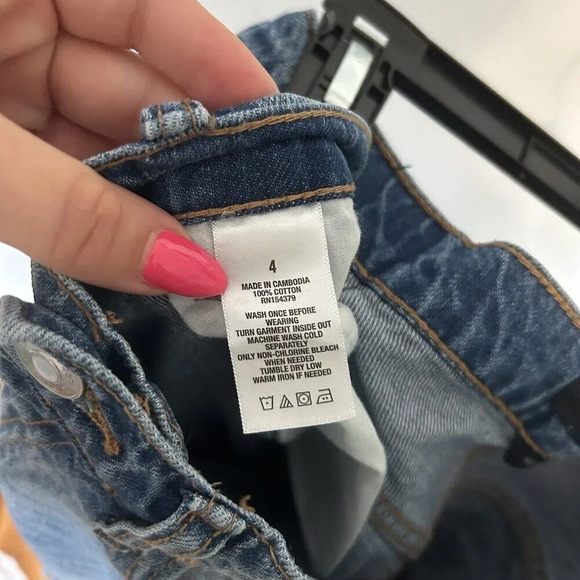 4
MADE IN CAMBODIA
100% COTTON
RN154379
WASH ONCE BEFORE
WEARING
TURN GARMENT INSIDE OUT
MACHINE WASH COLD
SEPARATELY
ONLY NON-CHLORINE BLEACH
WHEN NEEDED
TUMBLE DRY LOW
WARM IRON IF NEEDED